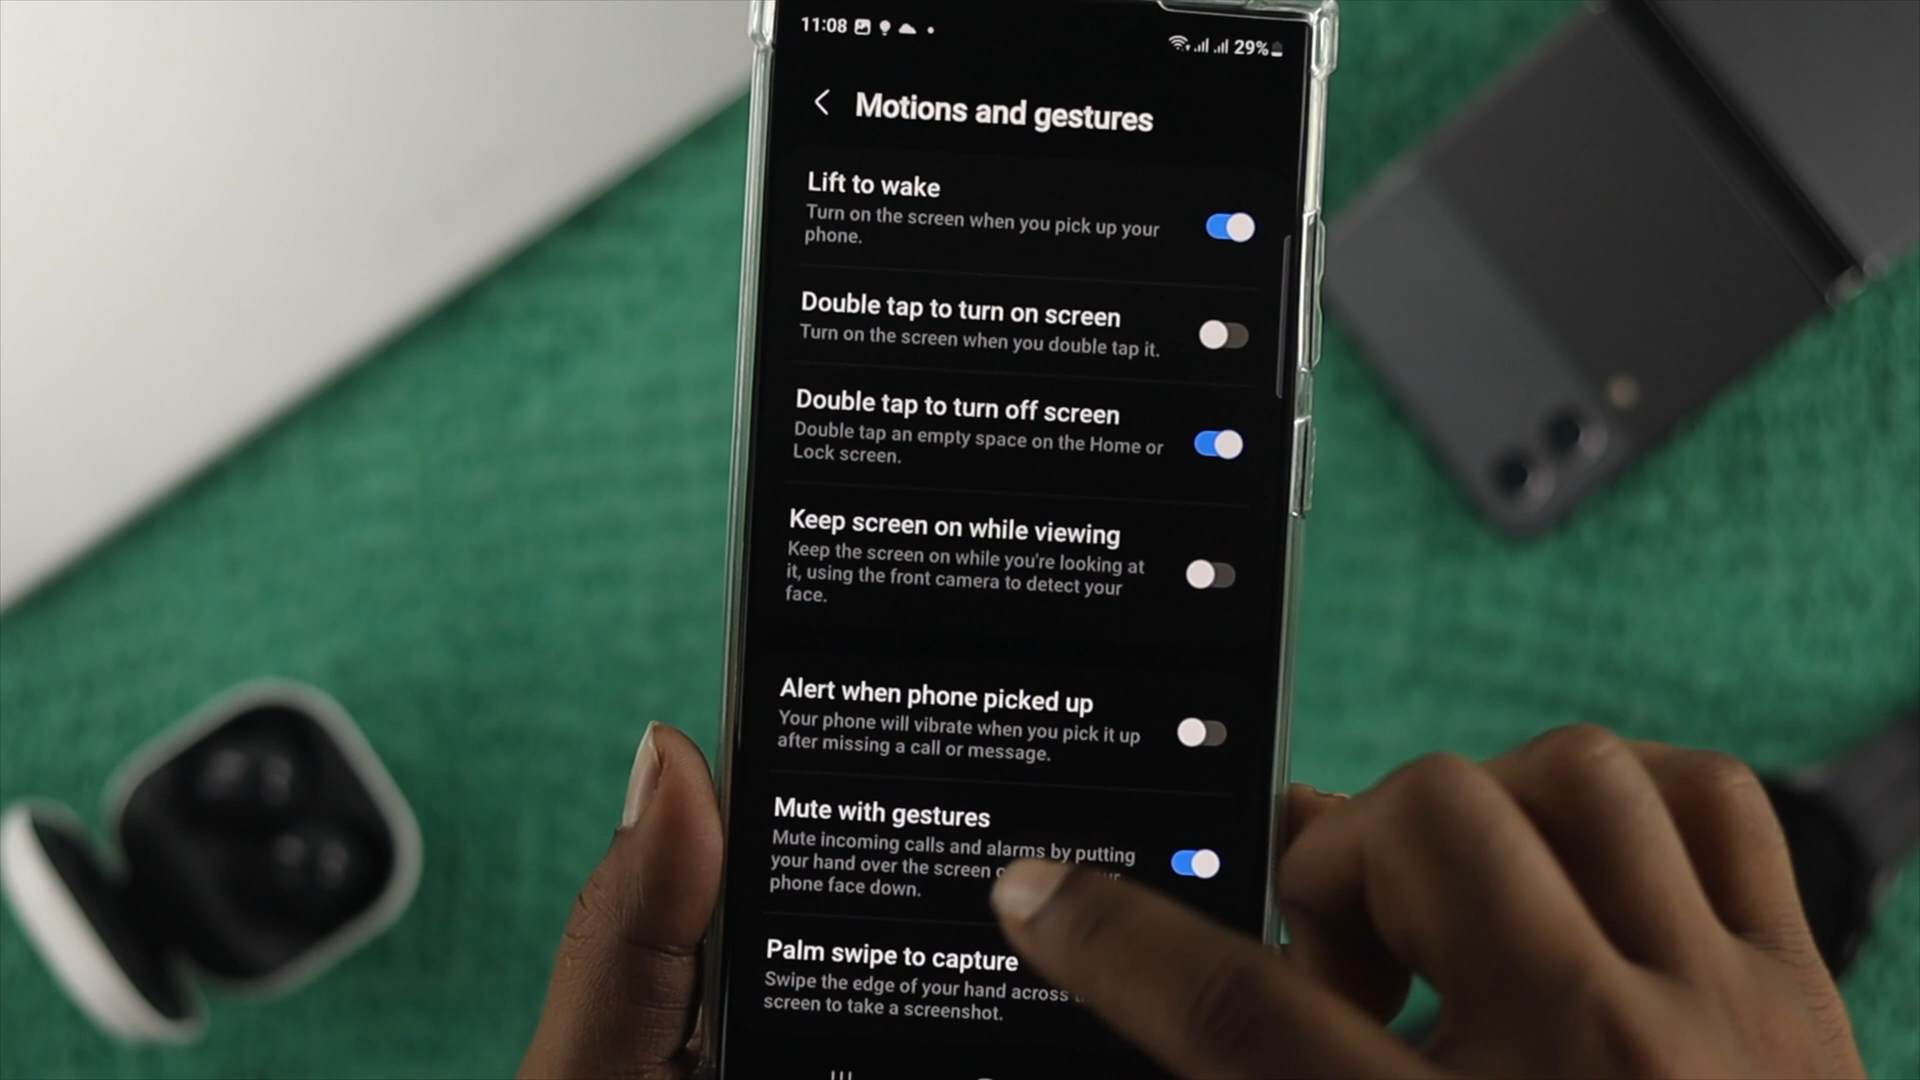 11:08
29%
Motions and gestures
Lift to wake
Turn on the screen when you pick up your
phone.
Double tap to turn on screen
Turn on the screen when you double tap it.
Double tap to turn off screen
Double tap an empty space on the Home or
Lock screen.
Keep screen on while viewing
Keep the screen on while you're looking at
it, using the front camera to detect your
face.
Alert when phone picked up
Your phone will vibrate when you pick it up
after missing a call or message.
Mute with gestures
Mute incoming calls and alarms by putting
your hand over the screen
phone face down.
Palm swipe to capture
Swipe the edge of your hand across
screen to take a screenshot.